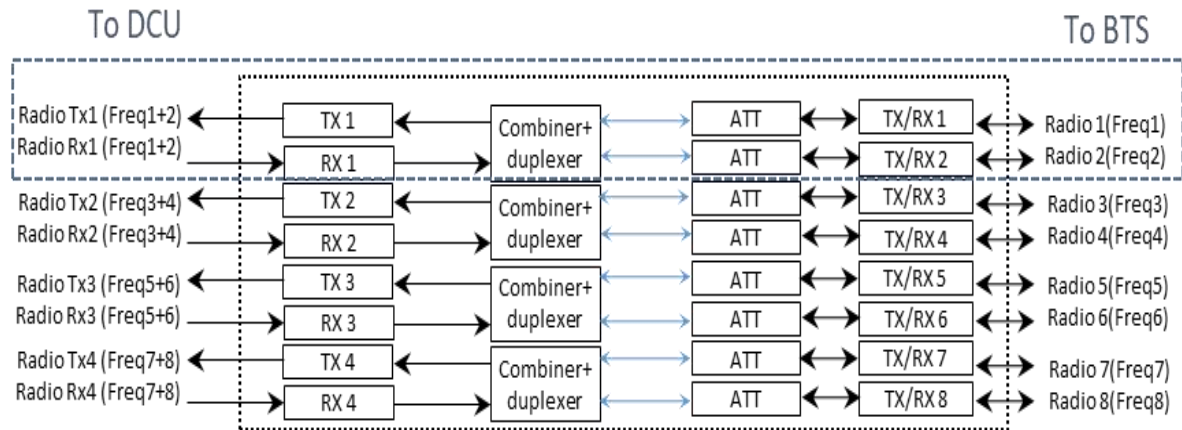 To DCU
To BTS
Radio Tx1 (Freq1+2)
TX 1
Combiner+
duplexer
ATT
TX/RX 1
Radio 1(Freq1)
Radio Rx1 (Freq1+2)
RX 1
ATT
TX/RX 2
Radio 2(Freq2)
Radio Tx2 (Freq3+4)
TX 2
Combiner+
duplexer
ATT
TX/RX 3
Radio 3(Freq3)
Radio Rx2 (Freq3+4)
RX 2
ATT
TX/RX 4
Radio 4(Freq4)
Radio Tx3 (Freq5+6)
TX 3
Combiner+
duplexer
ATT
TX/RX 5
Radio 5(Freq5)
Radio Rx3 (Freq5+6)
RX 3
ATT
TX/RX 6
Radio 6(Freq6)
Radio Tx4 (Freq7+8)
TX 4
Combiner+
duplexer
ATT
TX/RX 7
Radio 7(Freq7)
Radio Rx4 (Freq7+8)
RX 4
ATT
TX/RX 8
Radio 8(Freq8)